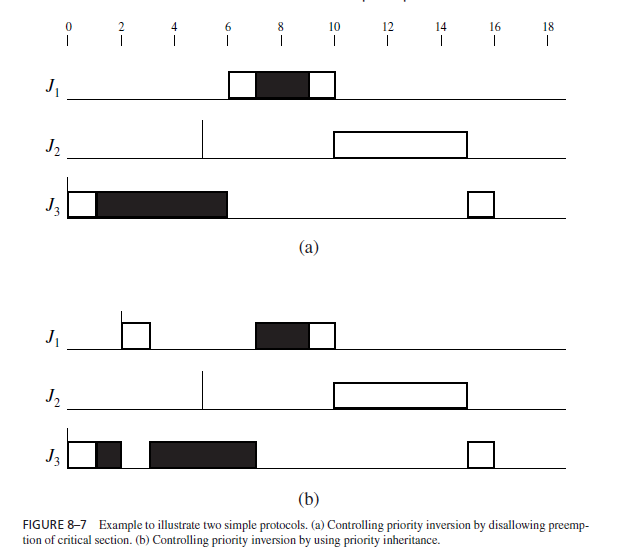 0 2 4 6 8 10 12 14 16 18
J1
J2
J3
(a)
J1
J2
J3
(b)
FIGURE 8–7 Example to illustrate two simple protocols. (a) Controlling priority inversion by disallowing preemp-
tion of critical section. (b) Controlling priority inversion by using priority inheritance.